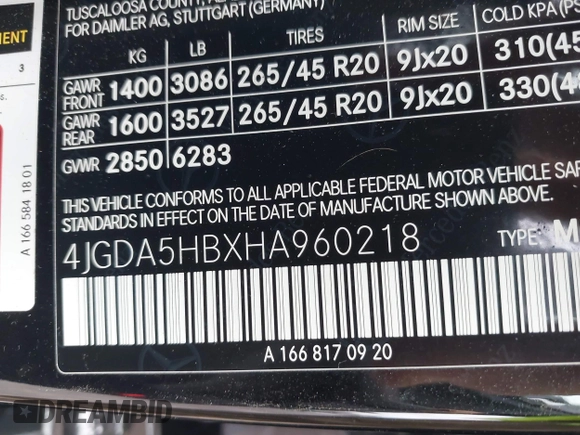 TUSCALOOSA COUNTY,
FOR DAIMLER AG, STUTTGART (GERMANY)
KG LB TIRES RIM SIZE COLD KPA (PS
GAWR FRONT 1400 3086 265/45 R20 9Jx20 310(45
GAWR REAR 1600 3527 265/45 R20 9Jx20 330(48
GVWR 2850 6283
THIS VEHICLE CONFORMS TO ALL APPLICABLE FEDERAL MOTOR VEHICLE SAF
STANDARDS IN EFFECT ON THE DATE OF MANUFACTURE SHOWN ABOVE.
4JGDA5HBXHA960218 TYPE: M
A 166 817 09 20
3
s.
A 166 584 18 01
DREAMBID